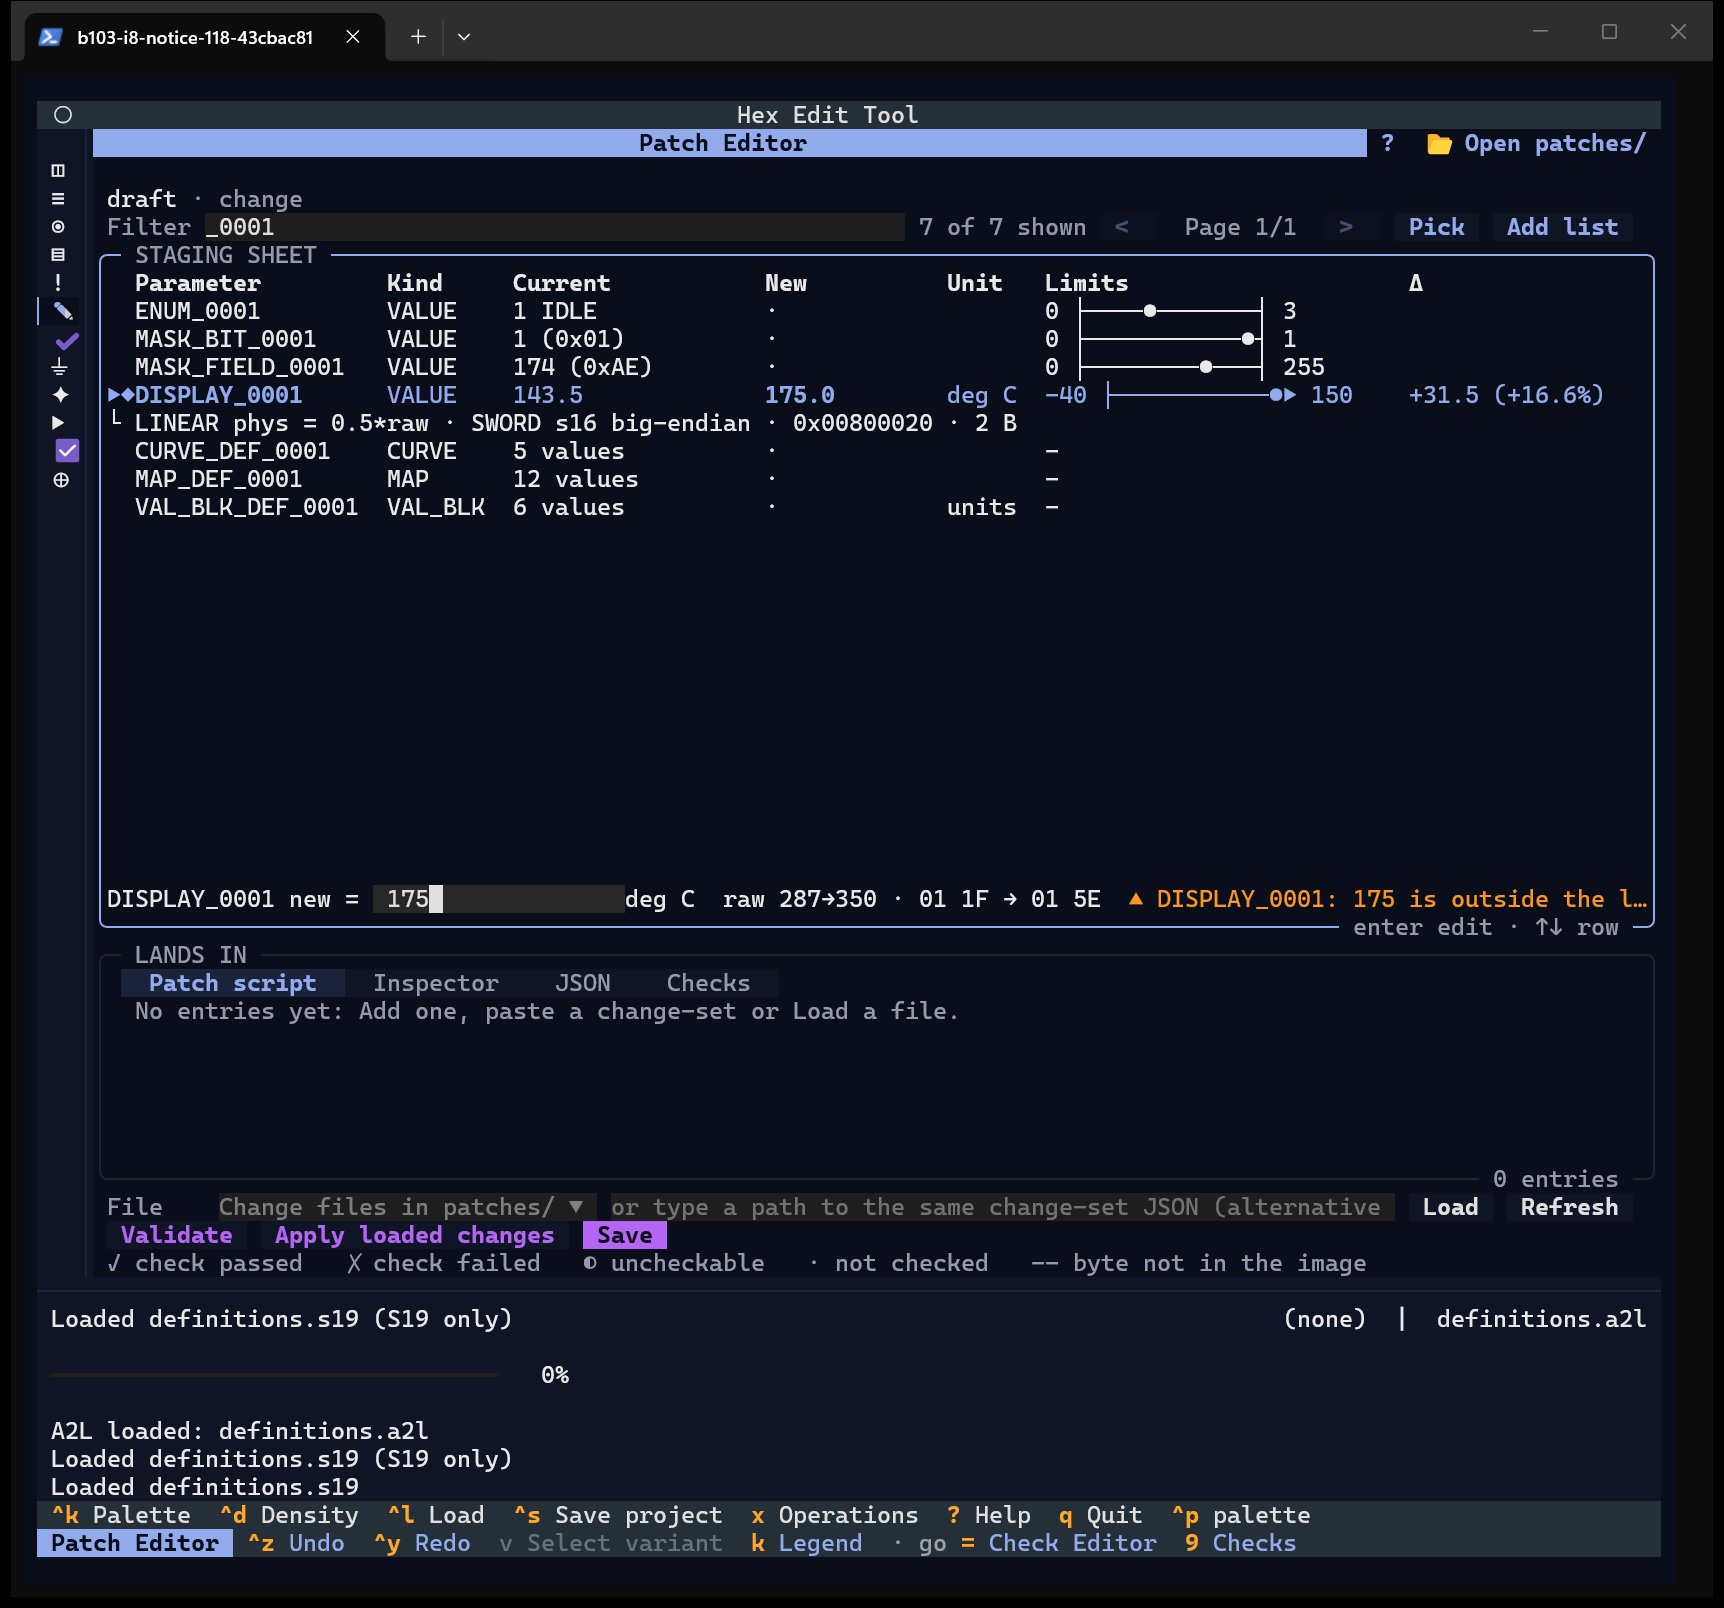 b103-i8-notice-118-43cbac81
Hex Edit Tool
Patch Editor ? Open patches/
draft · change
Filter _0001 7 of 7 shown < Page 1/1 > Pick Add list
STAGING SHEET
Parameter Kind Current New Unit Limits Δ
ENUM_0001 VALUE 1 IDLE · 0 3
MASK_BIT_0001 VALUE 1 (0x01) · 0 1
MASK_FIELD_0001 VALUE 174 (0xAE) · 0 255
▶◆DISPLAY_0001 VALUE 143.5 175.0 deg C −40 150 +31.5 (+16.6%)
└ LINEAR phys = 0.5*raw · SWORD s16 big-endian · 0x00800020 · 2 B
CURVE_DEF_0001 CURVE 5 values · –
MAP_DEF_0001 MAP 12 values · –
VAL_BLK_DEF_0001 VAL_BLK 6 values · units –
DISPLAY_0001 new = 175 deg C raw 287→350 · 01 1F → 01 5E ▲ DISPLAY_0001: 175 is outside the l…
enter edit · ↑↓ row
LANDS IN
Patch script Inspector JSON Checks
No entries yet: Add one, paste a change-set or Load a file.
0 entries
File Change files in patches/ ▼ or type a path to the same change-set JSON (alternative Load Refresh
Validate Apply loaded changes Save
✓ check passed ✗ check failed ◐ uncheckable · not checked -- byte not in the image
Loaded definitions.s19 (S19 only) (none) | definitions.a2l
0%
A2L loaded: definitions.a2l
Loaded definitions.s19 (S19 only)
Loaded definitions.s19
^k Palette ^d Density ^l Load ^s Save project x Operations ? Help q Quit ^p palette
Patch Editor ^z Undo ^y Redo v Select variant k Legend · go = Check Editor 9 Checks